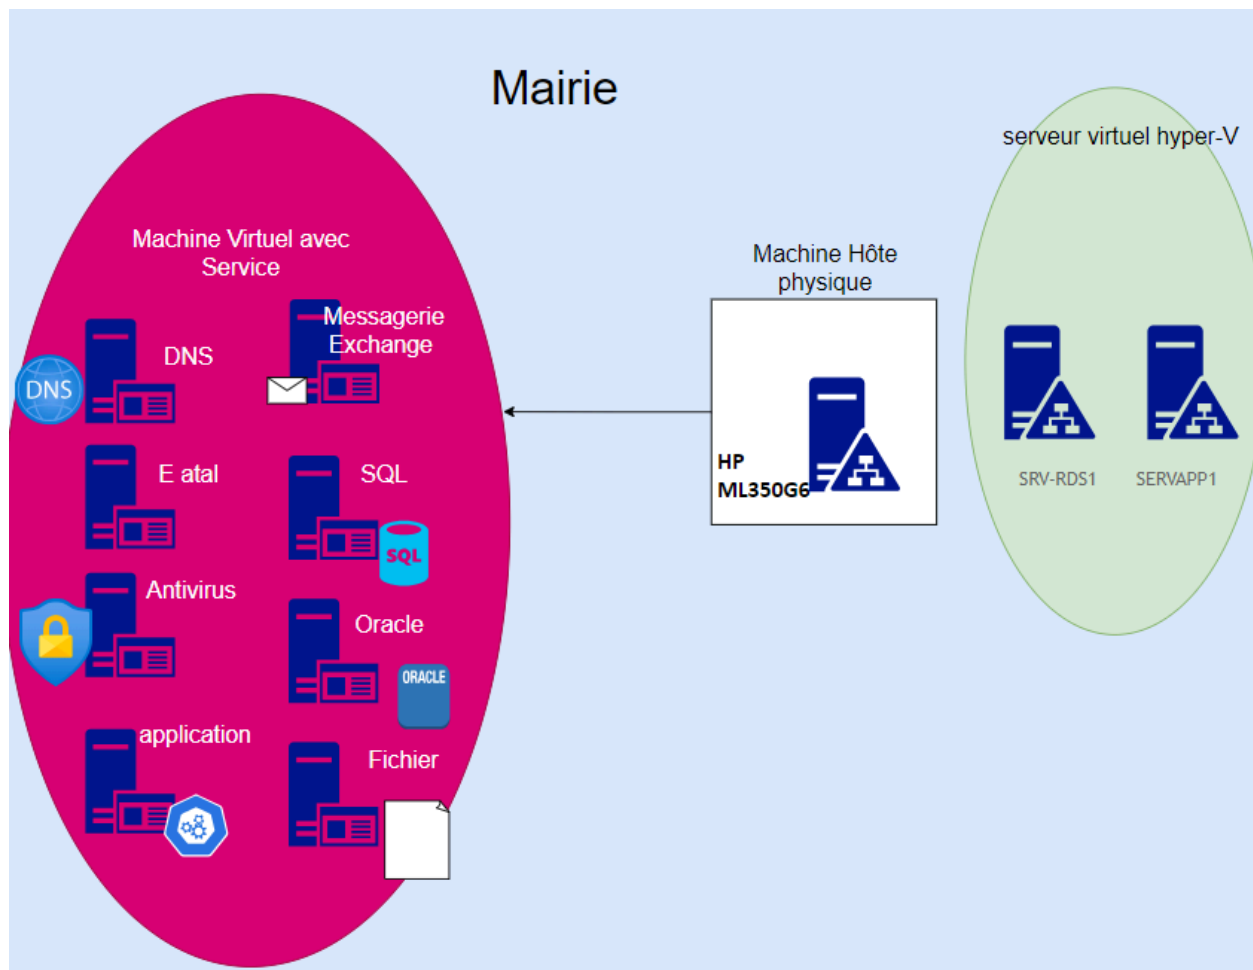 Mairie
serveur virtuel hyper-V
Machine Virtuel avec
Service
Machine Hôte
physique
Messagerie
Exchange
DNS
DNS
HP
ML350G6
SRV-RDS1
SERVAPP1
E atal
SQL
SQL
Antivirus
Oracle
ORACLE
application
Fichier